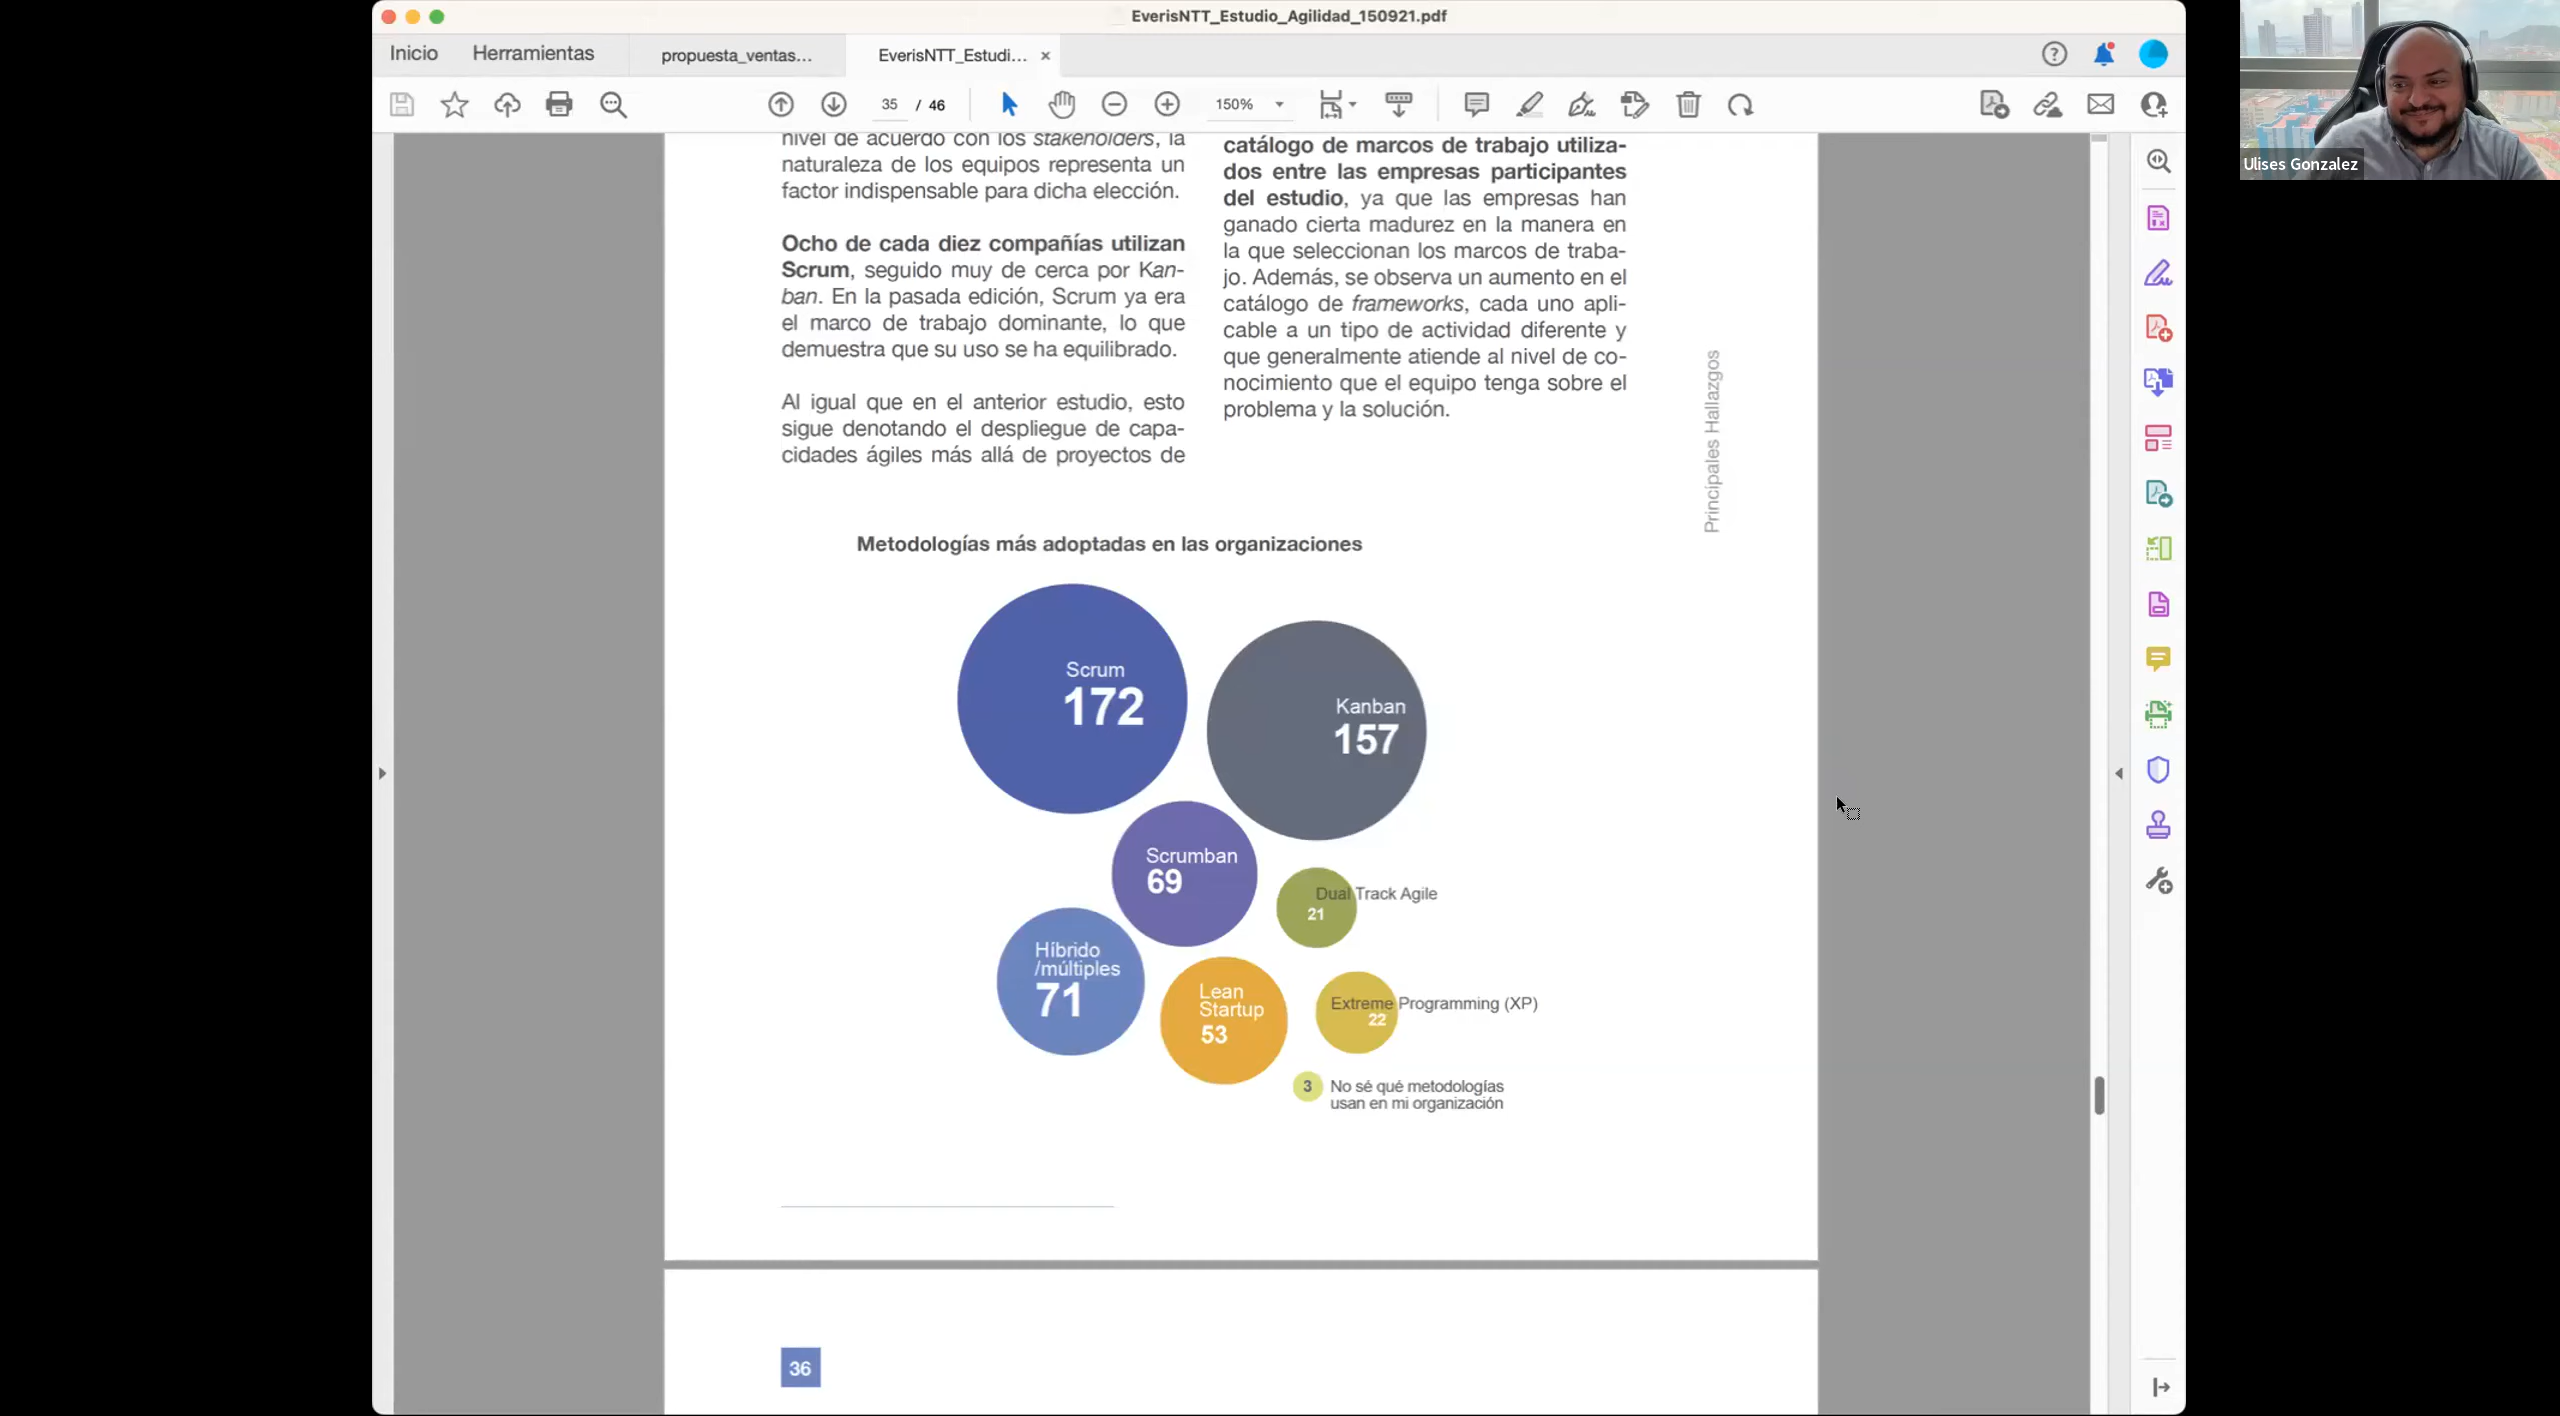 EverisNTT_Estudio_Agilidad_150921.pdf
Inicio
Herramientas
propuesta_ventas...
EverisNTT_Estudi... ×
35 / 46
150%
Ulises Gonzalez
nivel de acuerdo con los stakeholders, la
naturaleza de los equipos representa un
factor indispensable para dicha elección.
Ocho de cada diez compañías utilizan
Scrum, seguido muy de cerca por Kan-
ban. En la pasada edición, Scrum ya era
el marco de trabajo dominante, lo que
demuestra que su uso se ha equilibrado.
Al igual que en el anterior estudio, esto
sigue denotando el despliegue de capa-
cidades ágiles más allá de proyectos de
catálogo de marcos de trabajo utiliza-
dos entre las empresas participantes
del estudio, ya que las empresas han
ganado cierta madurez en la manera en
la que seleccionan los marcos de traba-
jo. Además, se observa un aumento en el
catálogo de frameworks, cada uno apli-
cable a un tipo de actividad diferente y
que generalmente atiende al nivel de co-
nocimiento que el equipo tenga sobre el
problema y la solución.
Principales Hallazgos
Metodologías más adoptadas en las organizaciones
Scrum
172
Kanban
157
Scrumban
69
Dual Track Agile
21
Híbrido
/múltiples
71
Lean
Startup
53
Extreme Programming (XP)
22
3
No sé qué metodologías
usan en mi organización
36